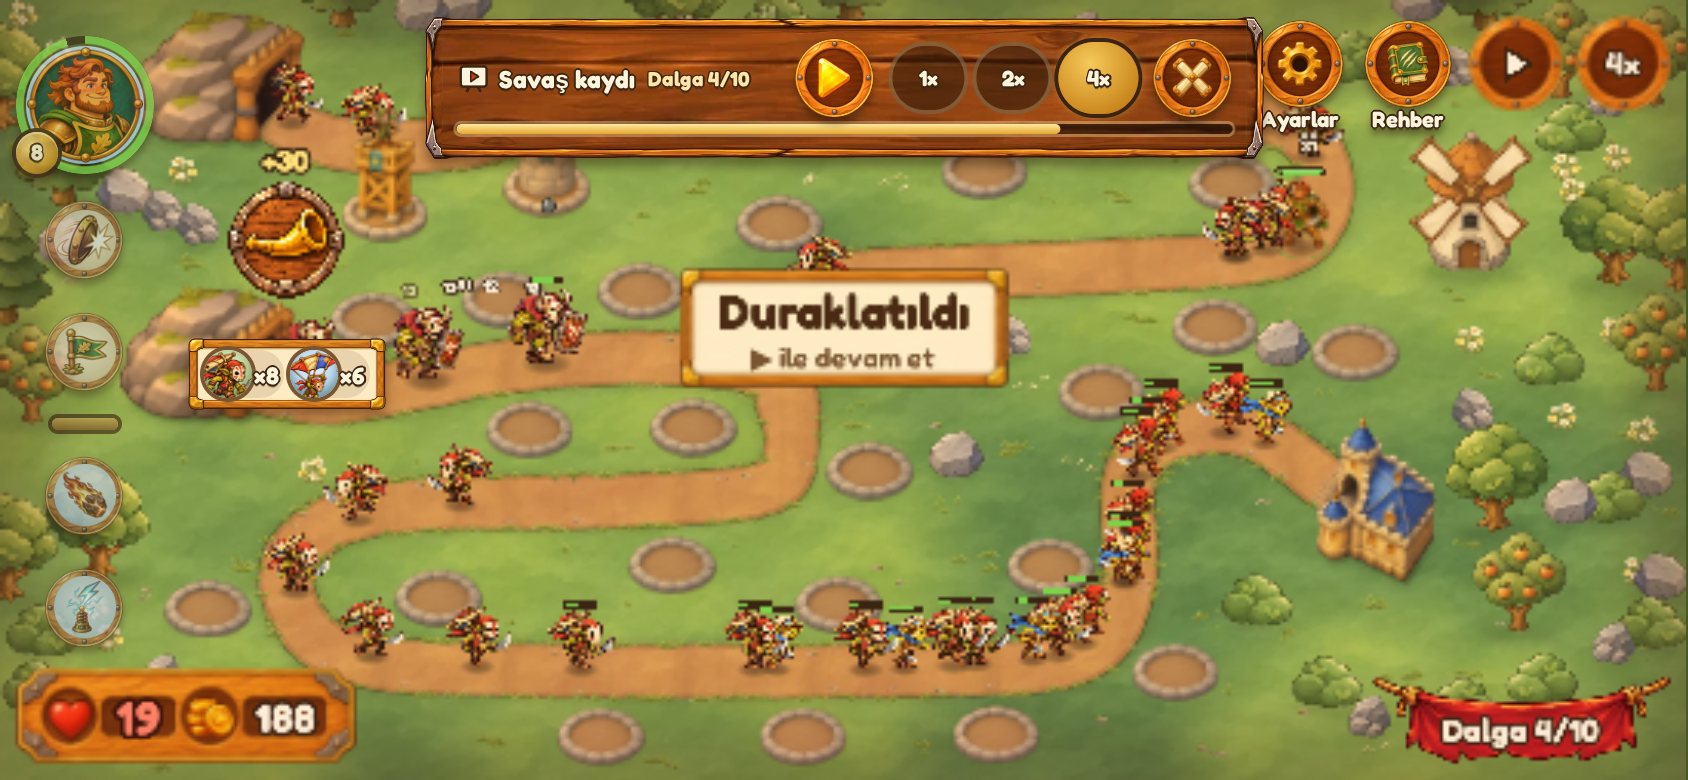 Savaş kaydı Dalga 4/10
1x
2x
4x
4x
Ayarlar
Rehber
8
+30
x8
x6
Duraklatıldı
▶ ile devam et
19
188
Dalga 4/10